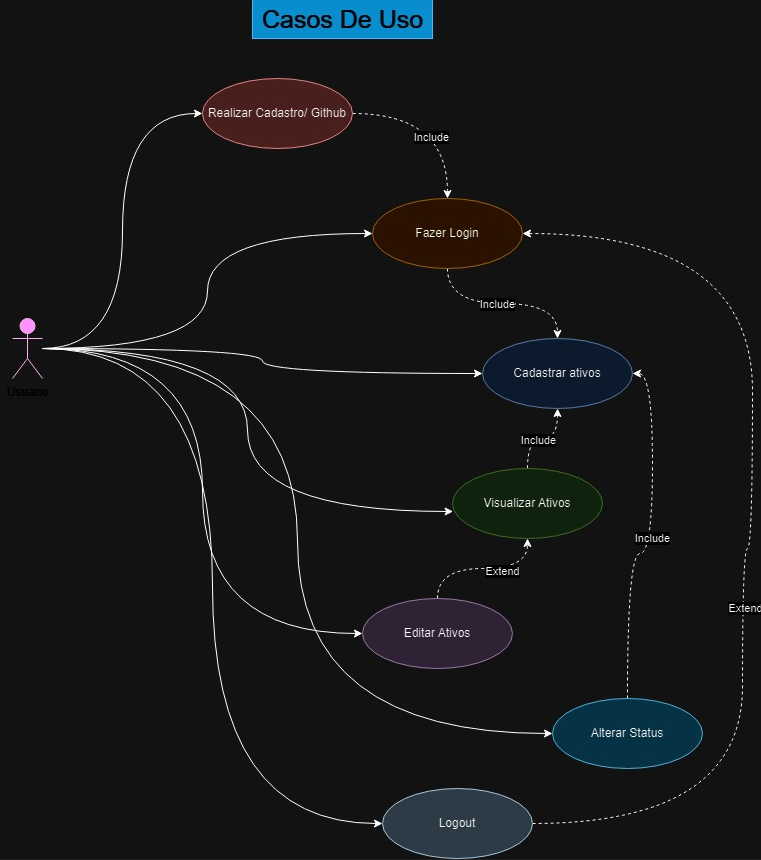 Casos De Uso
Realizar Cadastro/ Github
Include
Fazer Login
Include
Usuario
Cadastrar ativos
Include
Visualizar Ativos
Include
Extend
Extend
Editar Ativos
Alterar Status
Logout